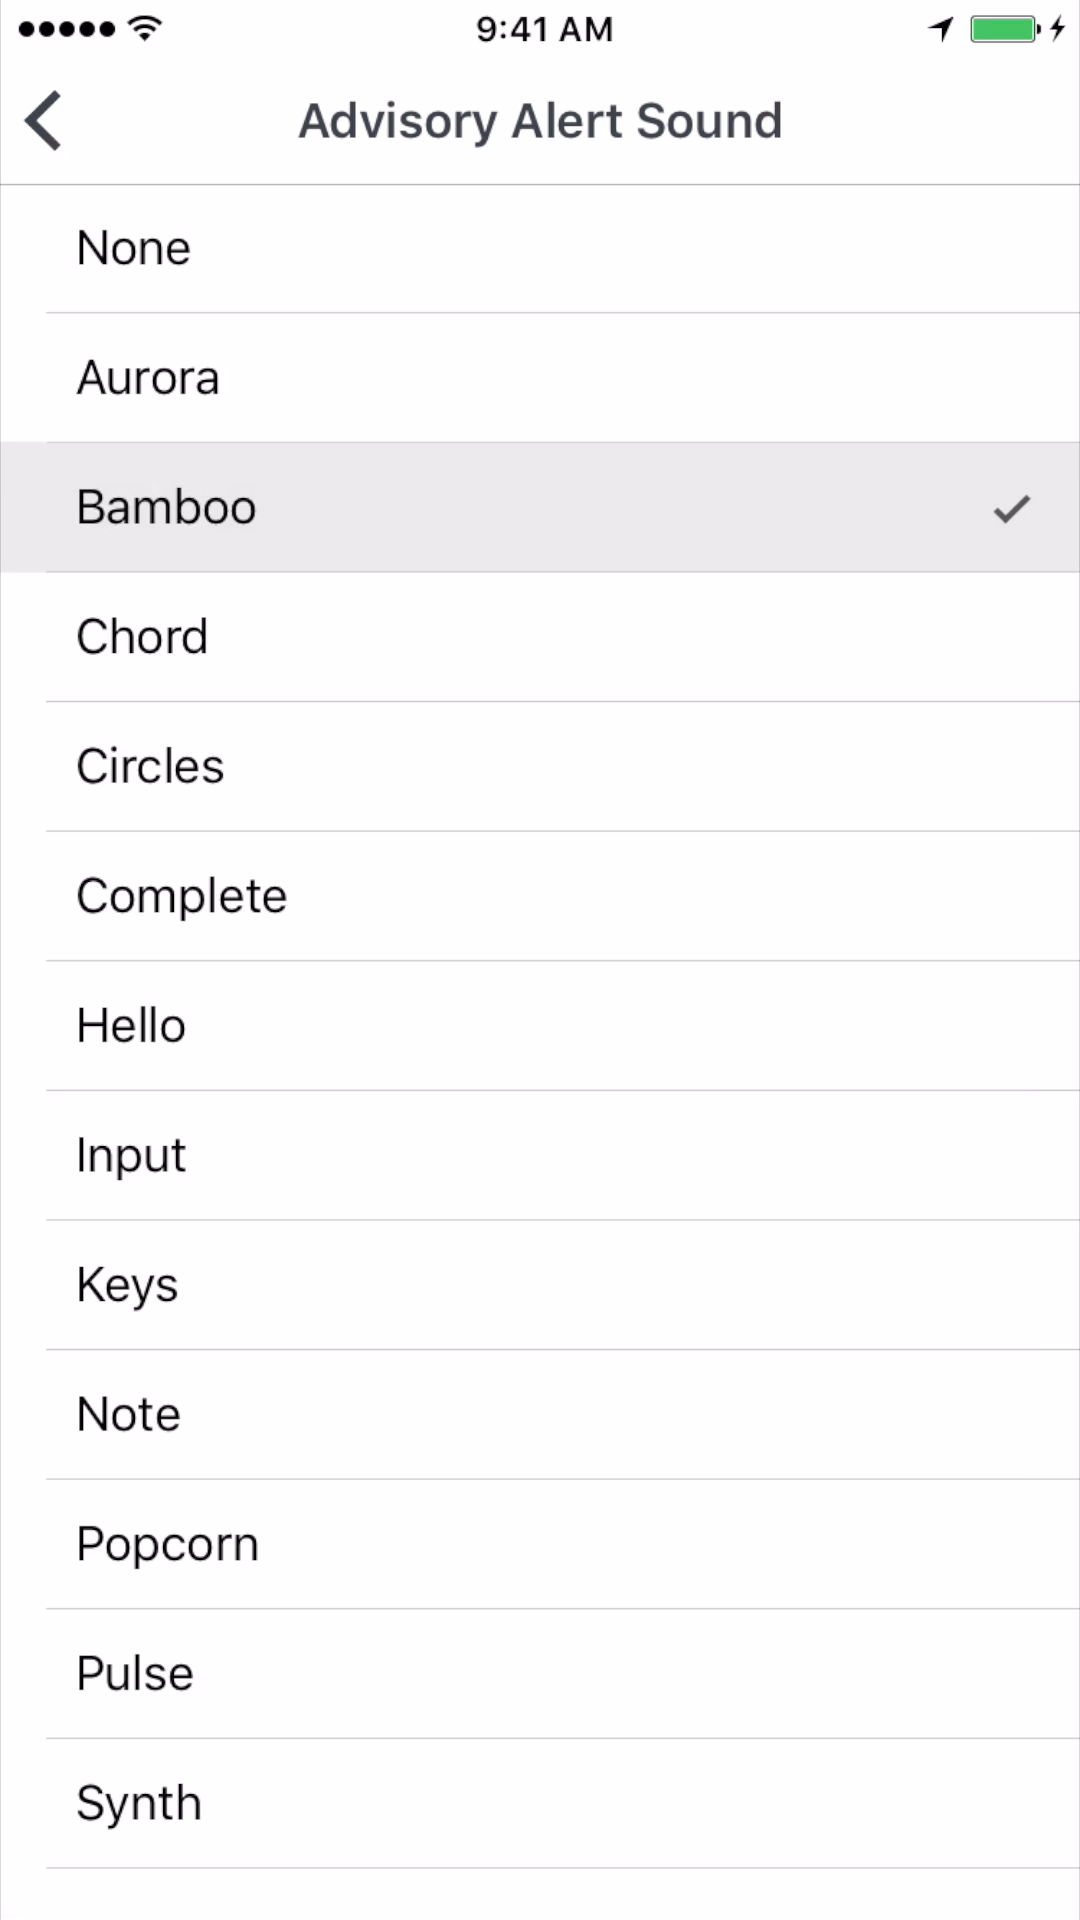 9:41 AM
Advisory Alert Sound
None
Aurora
Bamboo
Chord
Circles
Complete
Hello
Input
Keys
Note
Popcorn
Pulse
Synth